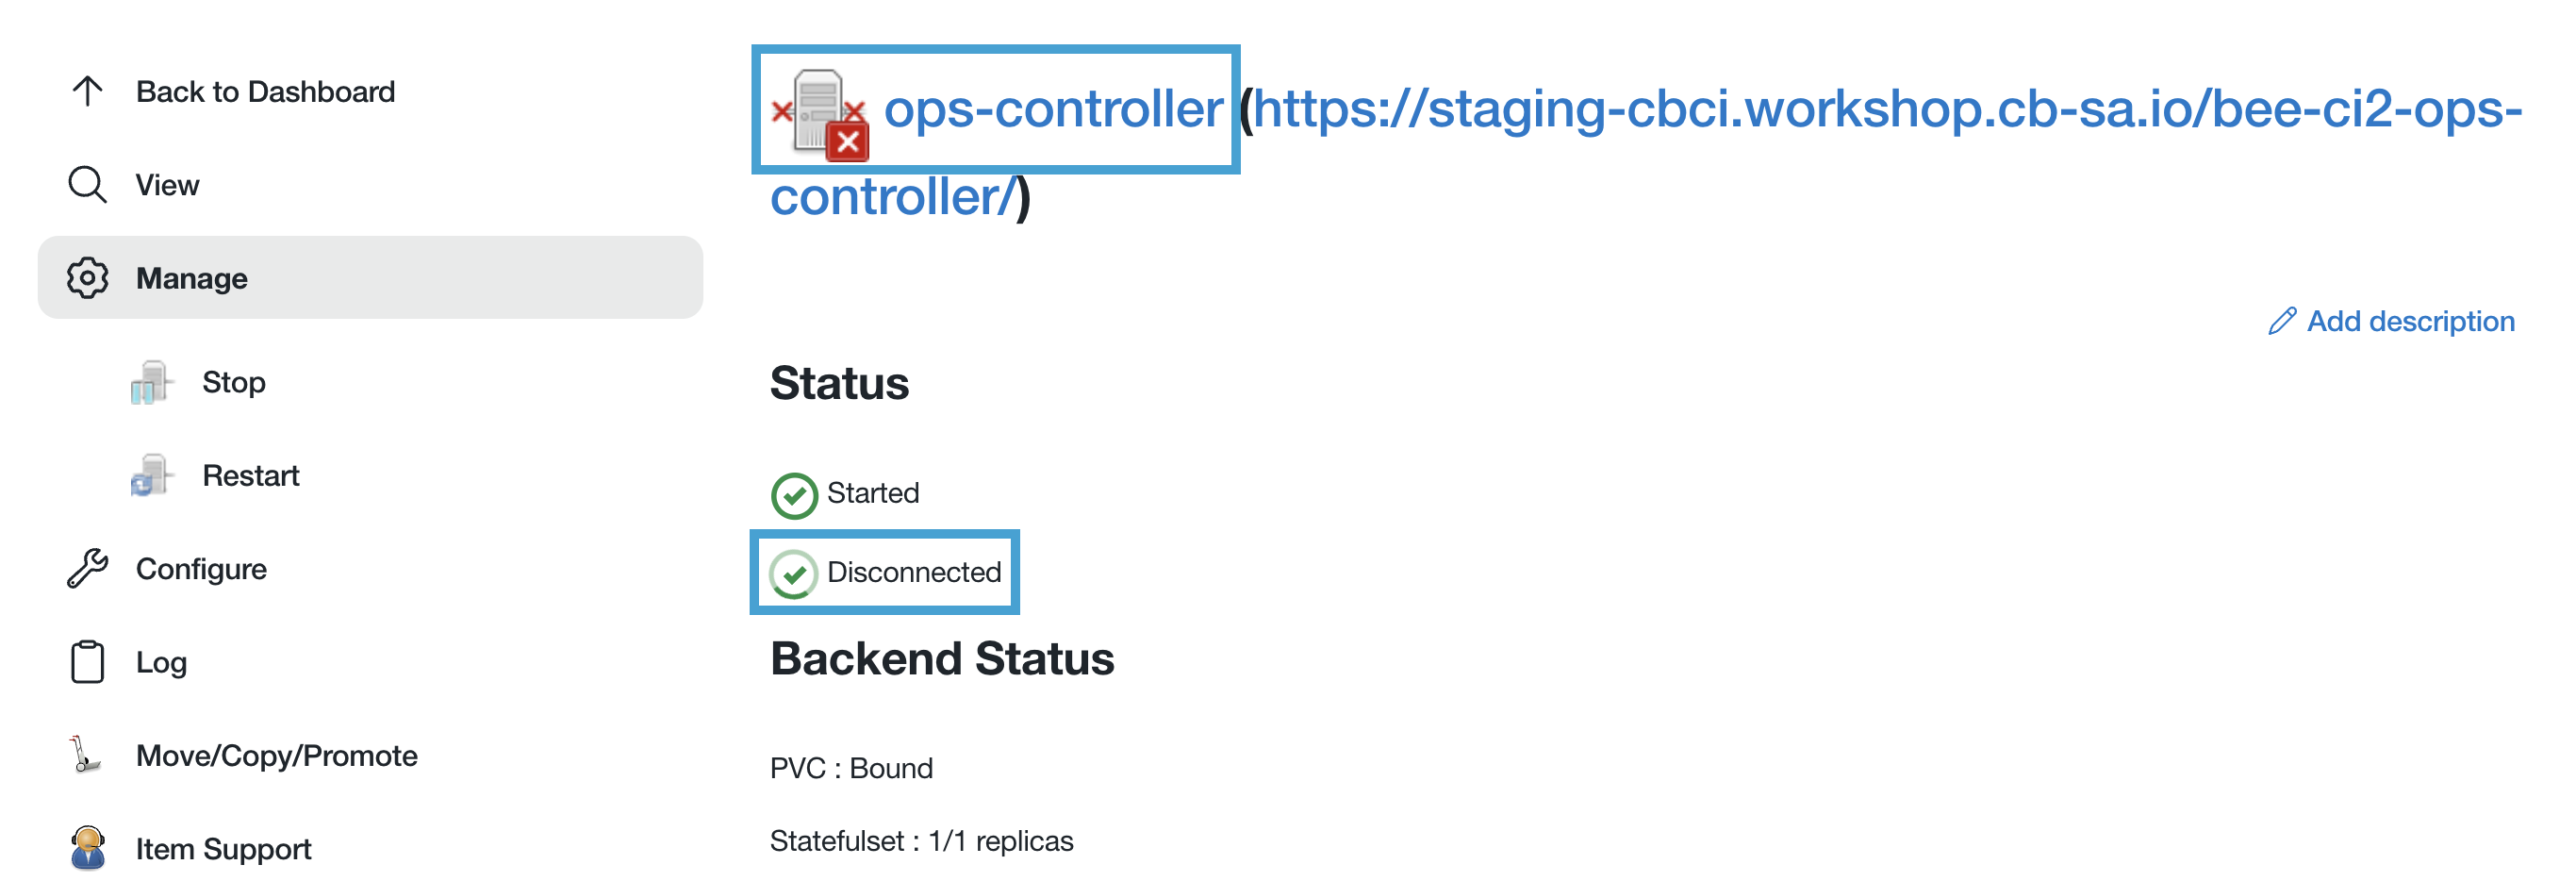 Back to Dashboard
View
Manage
Stop
Restart
Configure
Log
Move/Copy/Promote
Item Support
ops-controller (https://staging-cbci.workshop.cb-sa.io/bee-ci2-ops-
controller/)
Add description
Status
Started
Disconnected
Backend Status
PVC : Bound
Statefulset : 1/1 replicas